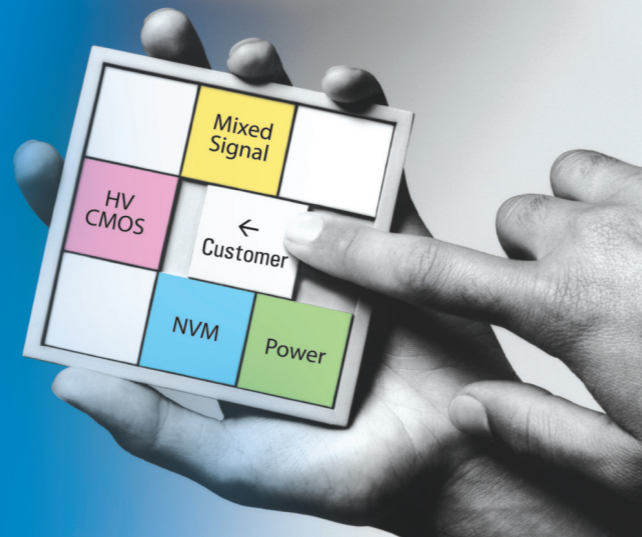 Mixed
Signal
HV
CMOS
←
Customer
NVM
Power